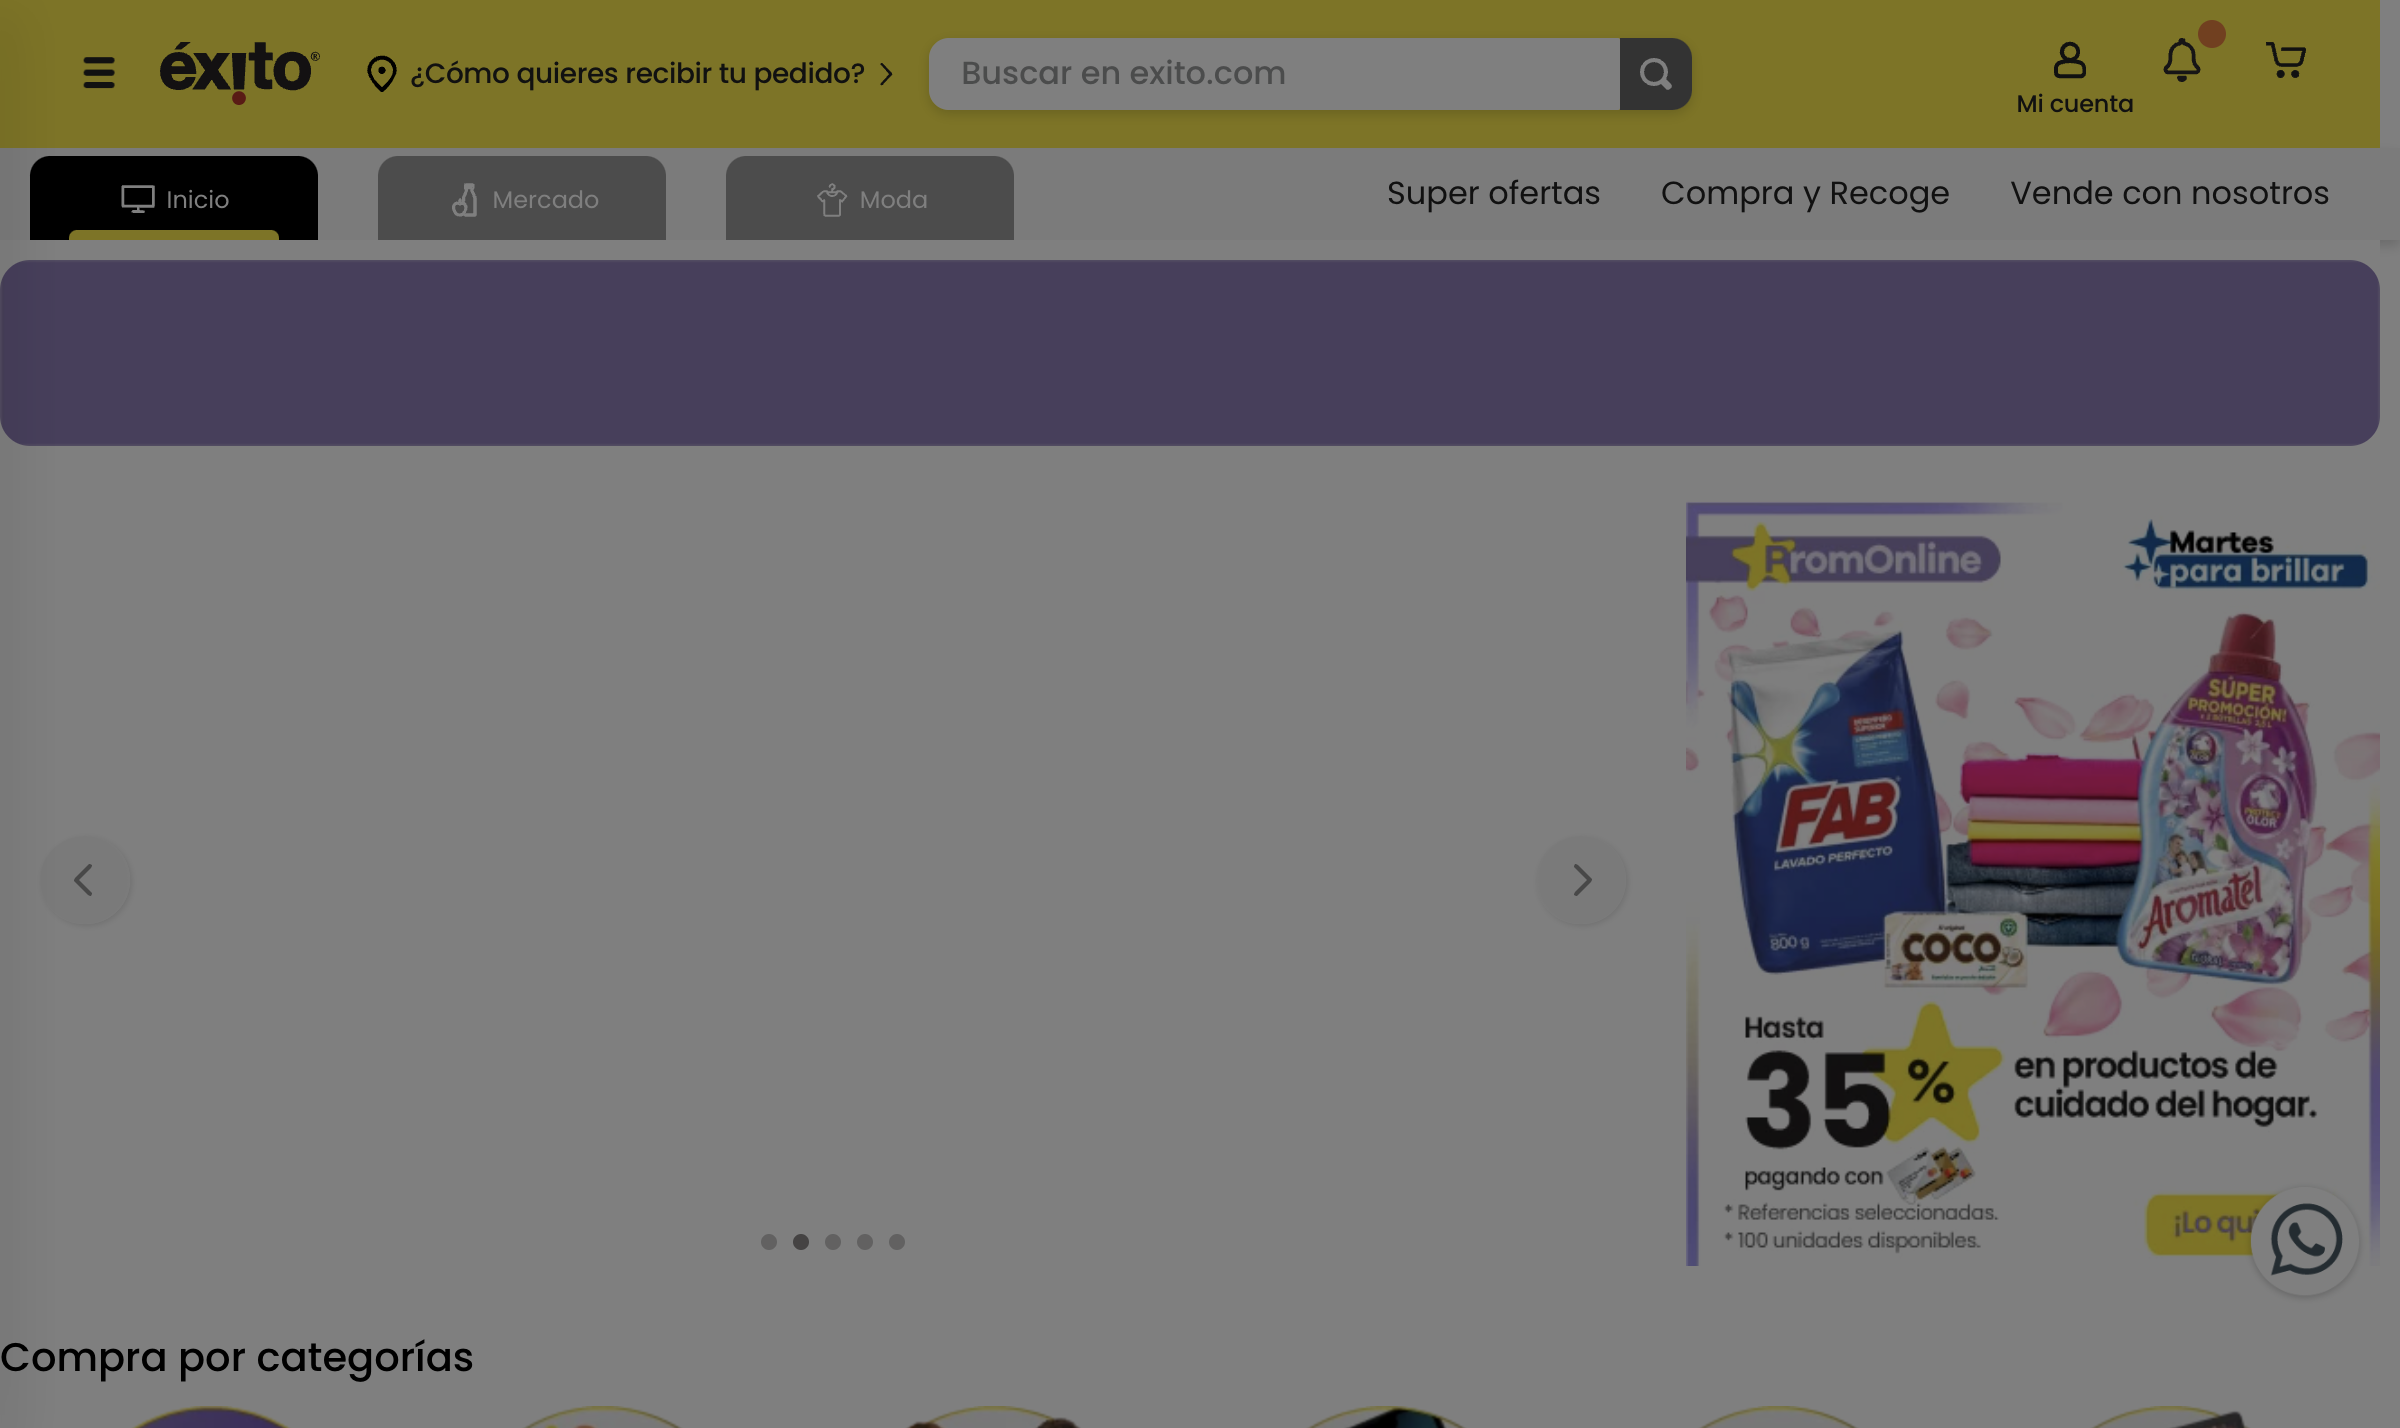 éxito®
¿Cómo quieres recibir tu pedido?
Buscar en exito.com
Mi cuenta
Inicio
Mercado
Moda
Super ofertas
Compra y Recoge
Vende con nosotros
PromOnline
Martes
para brillar
SÚPER
PROMOCIÓN!
FAB
LAVADO PERFECTO
800 g
COCO
Aromatel
Hasta
35%
en productos de
cuidado del hogar.
pagando con
* Referencias seleccionadas.
* 100 unidades disponibles.
¡Lo qu
Compra por categorías